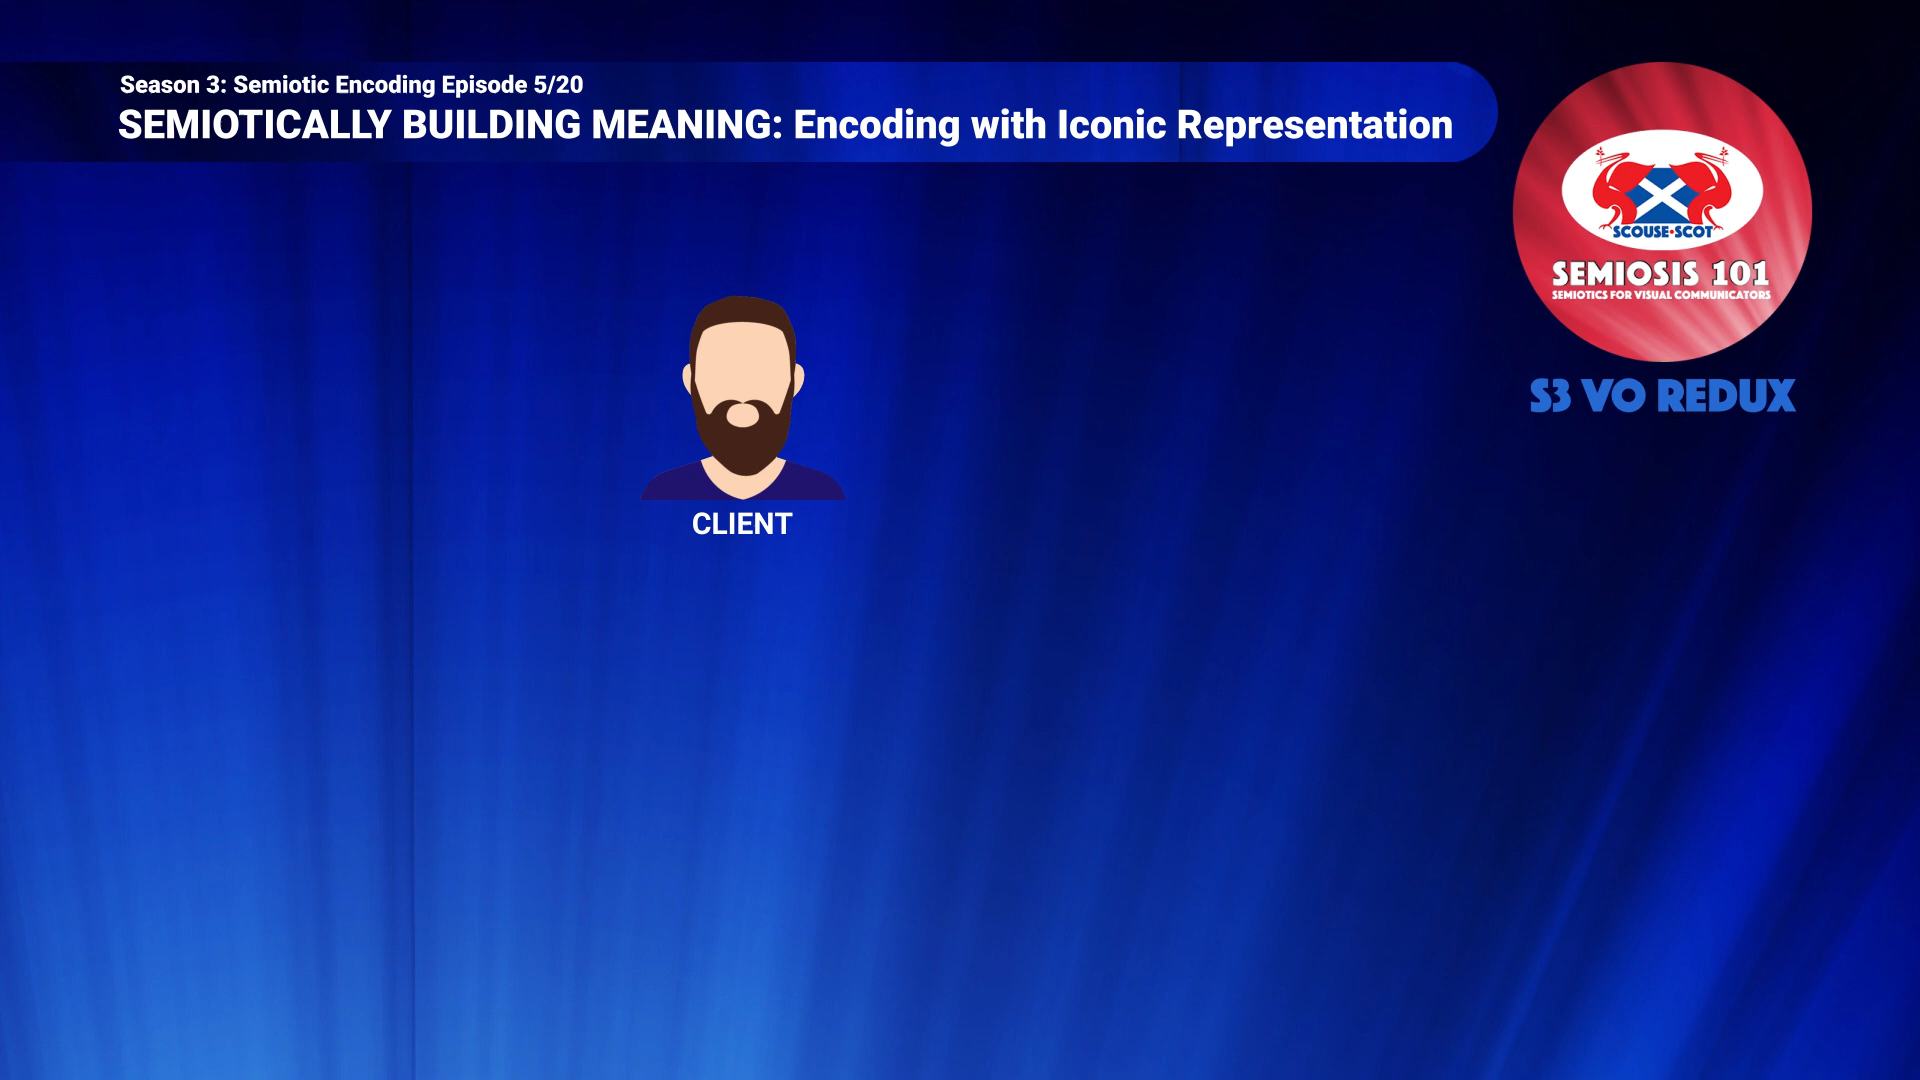 Season 3: Semiotic Encoding Episode 5/20
SEMIOTICALLY BUILDING MEANING: Encoding with Iconic Representation
SCOUSE•SCOT
SEMIOSIS 101
SEMIOTICS FOR VISUAL COMMUNICATORS
S3 VO REDUX
CLIENT